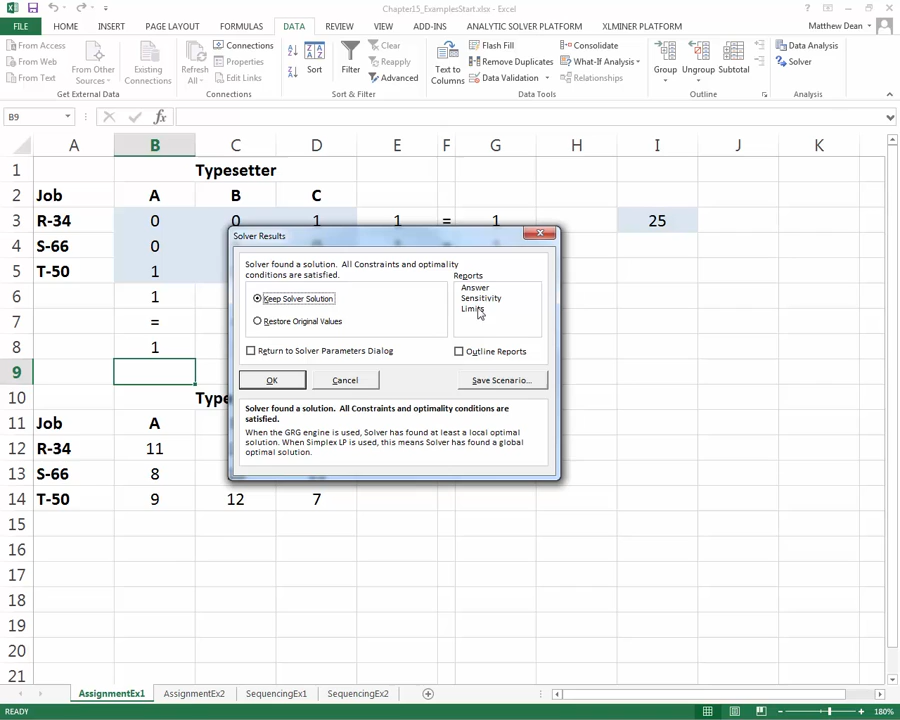 Chapter15_ExamplesStart.xlsx - Excel
FILE HOME INSERT PAGE LAYOUT FORMULAS DATA REVIEW VIEW ADD-INS ANALYTIC SOLVER PLATFORM XLMINER PLATFORM Matthew Dean
From Access
From Web
From Text
From Other Sources
Existing Connections
Get External Data
Refresh All
Connections
Properties
Edit Links
Connections
Sort
Filter
Clear
Reapply
Advanced
Sort & Filter
Text to Columns
Flash Fill
Remove Duplicates
Data Validation
Consolidate
What-If Analysis
Relationships
Data Tools
Group
Ungroup
Subtotal
Outline
Data Analysis
Solver
Analysis
B9 fx
A B C D E F G H I J K
1 Typesetter
2 Job A B C
3 R-34 0 0 1 1 = 1 25
4 S-66 0
5 T-50 1
6 1
7 =
8 1
9
10 Type
11 Job A
12 R-34 11
13 S-66 8
14 T-50 9 12 7
15
16
17
18
19
20
21
Solver Results
Solver found a solution. All Constraints and optimality
conditions are satisfied.
Keep Solver Solution
Restore Original Values
Reports
Answer
Sensitivity
Limits
Return to Solver Parameters Dialog
Outline Reports
OK Cancel Save Scenario...
Solver found a solution. All Constraints and optimality conditions are
satisfied.
When the GRG engine is used, Solver has found at least a local optimal
solution. When Simplex LP is used, this means Solver has found a global
optimal solution.
AssignmentEx1 AssignmentEx2 SequencingEx1 SequencingEx2
READY 180%